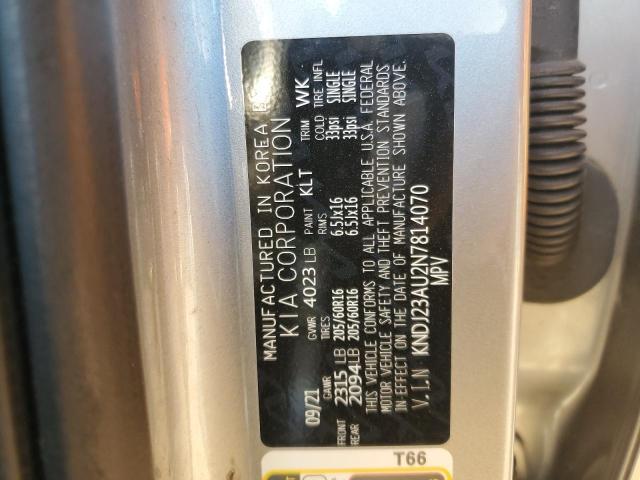 MANUFACTURED IN KOREA
KIA CORPORATION
09/21 GVWR 4023 LB PAINT KLT TRIM WK
GAWR TIRES RIMS COLD TIRE INFL
FRONT 2315 LB 205/60R16 6.5Jx16 33psi SINGLE
REAR 2094 LB 205/60R16 6.5Jx16 33psi SINGLE
THIS VEHICLE CONFORMS TO ALL APPLICABLE U.S.A. FEDERAL
MOTOR VEHICLE SAFETY AND THEFT PREVENTION STANDARDS
IN EFFECT ON THE DATE OF MANUFACTURE SHOWN ABOVE.
V.I.N KNDJ23AU2N7814070
MPV
T66